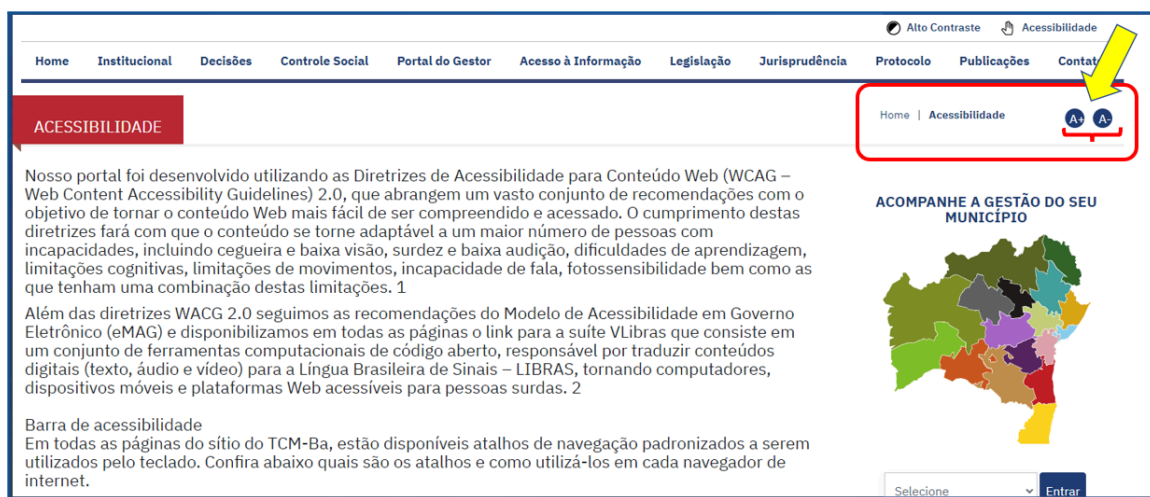 Alto Contraste Acessibilidade
Home Institucional Decisões Controle Social Portal do Gestor Acesso à Informação Legislação Jurisprudência Protocolo Publicações Contat
ACESSIBILIDADE
Home | Acessibilidade A+ A-
Nosso portal foi desenvolvido utilizando as Diretrizes de Acessibilidade para Conteúdo Web (WCAG –
Web Content Accessibility Guidelines) 2.0, que abrangem um vasto conjunto de recomendações com o
objetivo de tornar o conteúdo Web mais fácil de ser compreendido e acessado. O cumprimento destas
diretrizes fará com que o conteúdo se torne adaptável a um maior número de pessoas com
incapacidades, incluindo cegueira e baixa visão, surdez e baixa audição, dificuldades de aprendizagem,
limitações cognitivas, limitações de movimentos, incapacidade de fala, fotossensibilidade bem como as
que tenham uma combinação destas limitações. 1
Além das diretrizes WACG 2.0 seguimos as recomendações do Modelo de Acessibilidade em Governo
Eletrônico (eMAG) e disponibilizamos em todas as páginas o link para a suíte VLibras que consiste em
um conjunto de ferramentas computacionais de código aberto, responsável por traduzir conteúdos
digitais (texto, áudio e vídeo) para a Língua Brasileira de Sinais – LIBRAS, tornando computadores,
dispositivos móveis e plataformas Web acessíveis para pessoas surdas. 2
Barra de acessibilidade
Em todas as páginas do sítio do TCM-Ba, estão disponíveis atalhos de navegação padronizados a serem
utilizados pelo teclado. Confira abaixo quais são os atalhos e como utilizá-los em cada navegador de
internet.
ACOMPANHE A GESTÃO DO SEU
MUNICÍPIO
Selecione Entrar